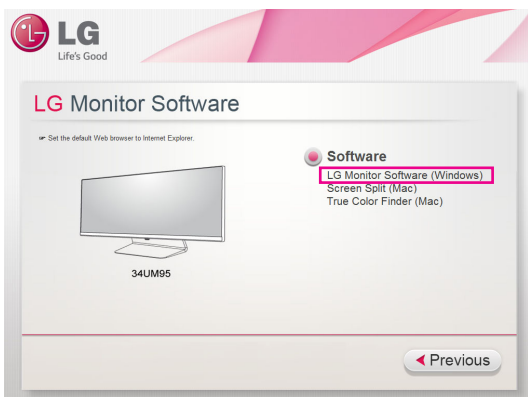 LG
Life's Good
LG Monitor Software
☞ Set the default Web browser to Internet Explorer.
34UM95
Software
LG Monitor Software (Windows)
Screen Split (Mac)
True Color Finder (Mac)
Previous